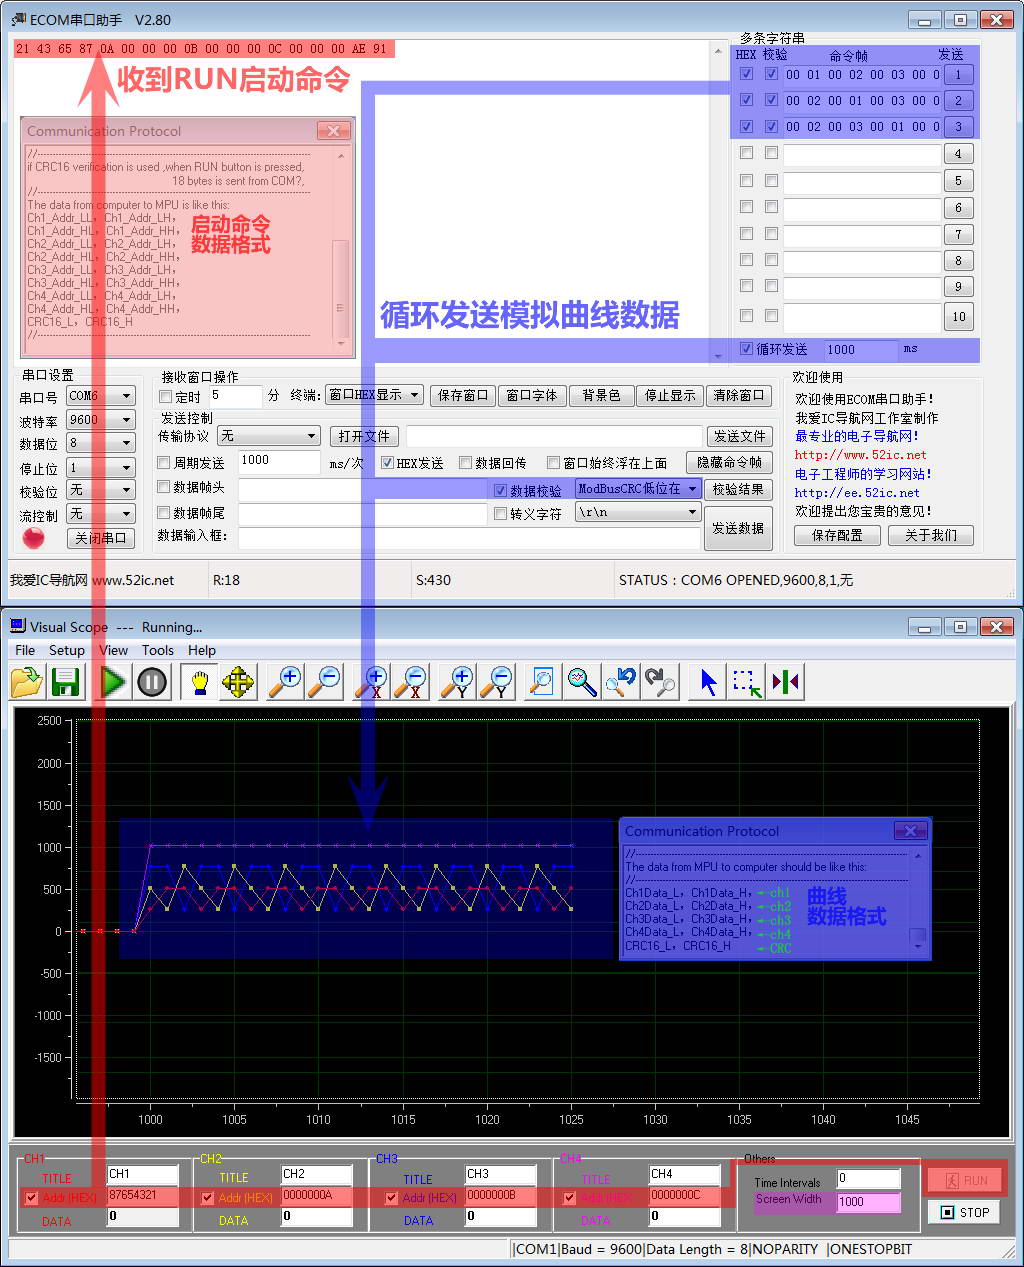 ECOM串口助手 V2.80
21 43 65 87 0A 00 00 00 0B 00 00 00 0C 00 00 00 AE 91
收到RUN启动命令
多条字符串
HEX 校验 命令帧 发送
00 01 00 02 00 03 00 0 1
00 02 00 01 00 03 00 0 2
00 02 00 03 00 01 00 0 3
4
5
6
7
8
9
10
循环发送 1000 ms
Communication Protocol
if CRC16 verification is used ,when RUN button is pressed,
18 bytes is sent from COM?,
//
The data from computer to MPU is like this:
Ch1_Addr_LL, Ch1_Addr_LH,
Ch1_Addr_HL, Ch1_Addr_HH,
Ch2_Addr_LL, Ch2_Addr_LH,
Ch2_Addr_HL, Ch2_Addr_HH,
Ch3_Addr_LL, Ch3_Addr_LH,
Ch3_Addr_HL, Ch3_Addr_HH,
Ch4_Addr_LL, Ch4_Addr_LH,
Ch4_Addr_HL, Ch4_Addr_HH,
CRC16_L, CRC16_H
//
启动命令
数据格式
循环发送模拟曲线数据
串口设置
串口号 COM6
波特率 9600
数据位 8
停止位 1
校验位 无
流控制 无
关闭串口
接收窗口操作
定时 5 分 终端: 窗口HEX显示 保存窗口 窗口字体 背景色 停止显示 清除窗口
发送控制
传输协议 无 打开文件 发送文件
周期发送 1000 ms/次 HEX发送 数据回传 窗口始终浮在上面 隐藏命令帧
数据帧头 数据校验 ModBusCRC低位在 校验结果
数据帧尾 转义字符 \r\n 发送数据
数据输入框:
欢迎使用
欢迎使用ECOM串口助手!
我爱IC导航网工作室制作
最专业的电子导航网!
http://www.52ic.net
电子工程师的学习网站!
http://ee.52ic.net
欢迎提出您宝贵的意见!
保存配置 关于我们
我爱IC导航网 www.52ic.net R:18 S:430 STATUS：COM6 OPENED,9600,8,1,无
Visual Scope --- Running...
File Setup View Tools Help
X X Y Y
2500
2000
1500
1000
500
0
-500
-1000
-1500
1000 1005 1010 1015 1020 1025 1030 1035 1040 1045
Communication Protocol
//
The data from MPU to computer should be like this:
//
Ch1Data_L, Ch1Data_H, ←-ch1
Ch2Data_L, Ch2Data_H, ←-ch2
Ch3Data_L, Ch3Data_H, ←-ch3
Ch4Data_L, Ch4Data_H, ←-ch4
CRC16_L, CRC16_H ←-CRC
曲线
数据格式
CH1 CH2 CH3 CH4 Others
TITLE CH1 TITLE CH2 TITLE CH3 TITLE CH4 Time Intervals 0 RUN
Addr (HEX) 87654321 Addr (HEX) 0000000A Addr (HEX) 0000000B Addr (HEX) 0000000C Screen Width 1000
DATA 0 DATA 0 DATA 0 DATA 0 STOP
|COM1|Baud = 9600|Data Length = 8|NOPARITY |ONESTOPBIT